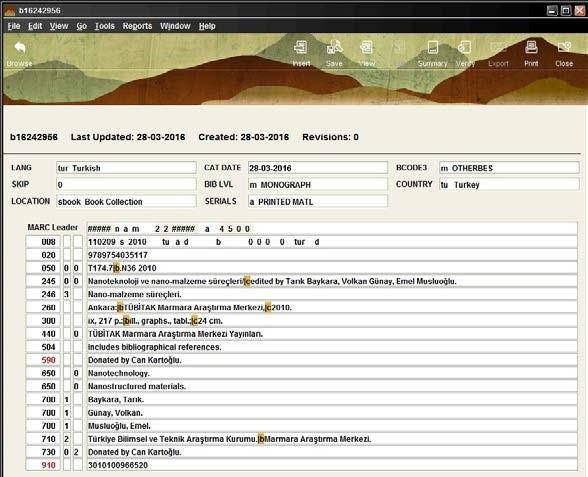 b16242956
File Edit View Go Tools Reports Window Help
Browse Insert Save View Summary Verify Export Print Close
b16242956 Last Updated: 28-03-2016 Created: 28-03-2016 Revisions: 0
LANG tur Turkish CAT DATE 28-03-2016 BCODE3 m OTHERBES
SKIP 0 BIB LVL m MONOGRAPH COUNTRY tu Turkey
LOCATION sbook Book Collection SERIALS a PRINTED MATL
MARC Leader ##### n a m 2 2 ##### a 4 5 0 0
008 110209 s 2010 tu a d b 0 0 0 0 tur d
020 9789754035117
050 0 0 T174.7|b.N36 2010
245 0 0 Nanoteknoloji ve nano-malzeme süreçleri/|cedited by Tarık Baykara, Volkan Günay, Emel Musluoğlu.
246 3 Nano-malzeme süreçleri.
260 Ankara:|bTÜBİTAK Marmara Araştırma Merkezi,|c2010.
300 ix, 217 p.:|bill., graphs., tabl.;|c24 cm.
440 0 TÜBİTAK Marmara Araştırma Merkezi Yayınları.
504 Includes bibliographical references.
590 Donated by Can Kartoğlu.
650 0 Nanotechnology.
650 0 Nanostructured materials.
700 1 Baykara, Tarık.
700 1 Günay, Volkan.
700 1 Musluoğlu, Emel.
710 2 Türkiye Bilimsel ve Teknik Araştırma Kurumu.|bMarmara Araştırma Merkezi.
730 0 2 Donated by Can Kartoğlu.
910 3010100966520